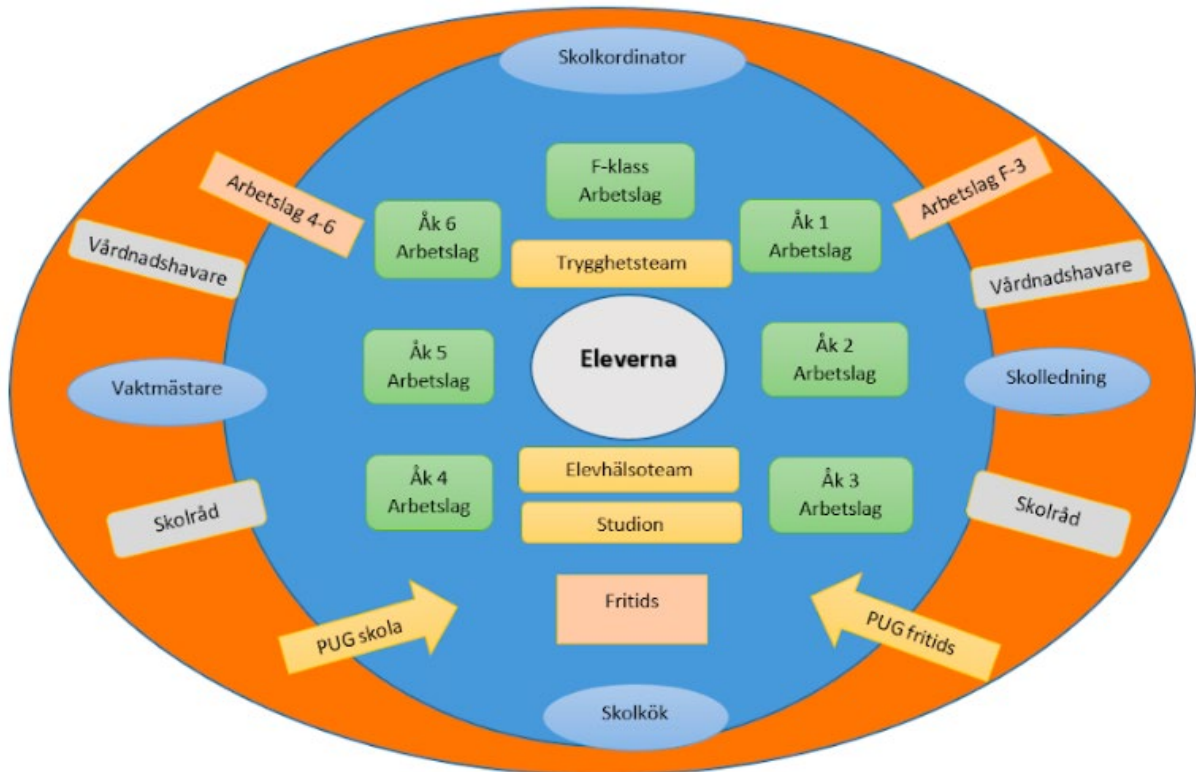 Skolkordinator
F-klass
Arbetslag
Arbetslag 4-6
Arbetslag F-3
Åk 6
Arbetslag
Åk 1
Arbetslag
Trygghetsteam
Vårdnadshavare
Vårdnadshavare
Åk 5
Arbetslag
Eleverna
Åk 2
Arbetslag
Vaktmästare
Skolledning
Åk 4
Arbetslag
Elevhälsoteam
Åk 3
Arbetslag
Skolråd
Studion
Skolråd
PUG skola
Fritids
PUG fritids
Skolkök